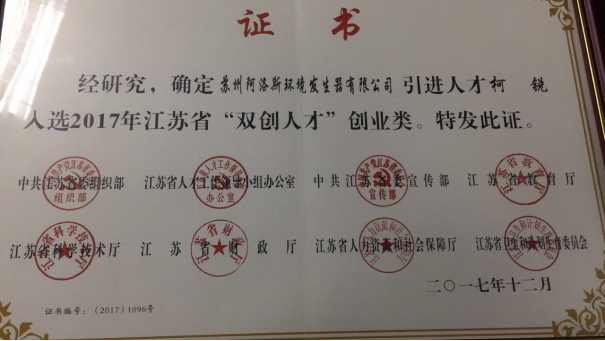 证书
经研究，确定 苏州阿洛斯环境发生器有限公司 引进人才 柯 锐
入选2017年江苏省“双创人才”创业类。特发此证。
中共江苏省委组织部 江苏省人才工作领导小组办公室 中共江苏省委宣传部 江苏省教育厅
江苏省科学技术厅 江苏省财政厅 江苏省人力资源和社会保障厅 江苏省卫生和计划生育委员会
二〇一七年十二月
证书编号：（2017）1096号